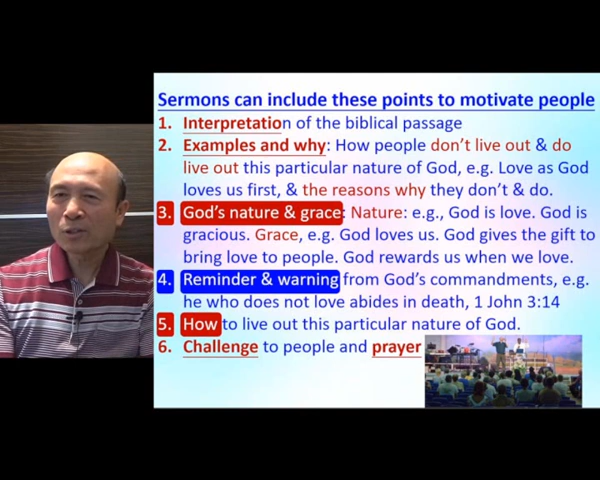 Sermons can include these points to motivate people
1. Interpretation of the biblical passage
2. Examples and why: How people don't live out & do
live out this particular nature of God, e.g. Love as God
loves us first, & the reasons why they don't & do.
3. God's nature & grace: Nature: e.g., God is love. God is
gracious. Grace, e.g. God loves us. God gives the gift to
bring love to people. God rewards us when we love.
4. Reminder & warning from God's commandments, e.g.
he who does not love abides in death, 1 John 3:14
5. How to live out this particular nature of God.
6. Challenge to people and prayer